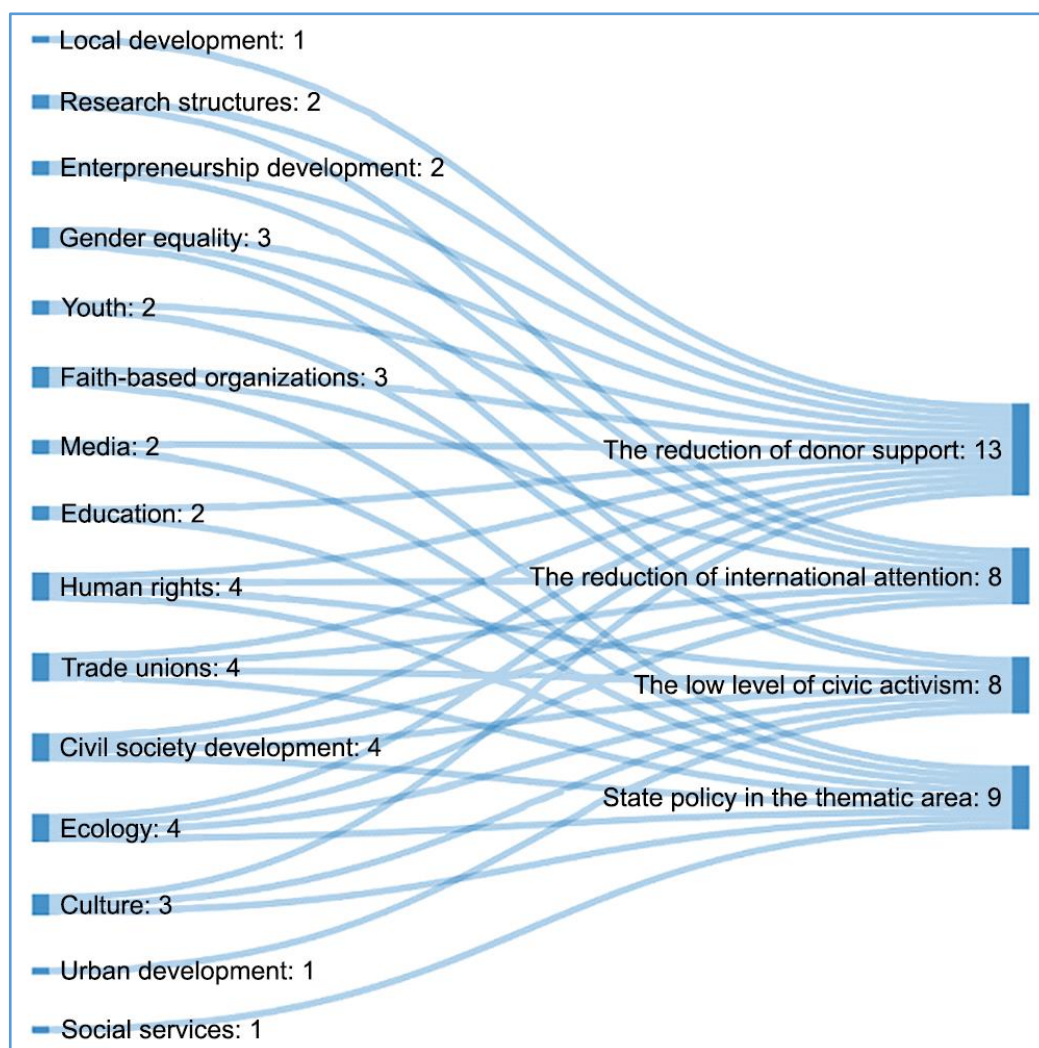 Local development: 1
Research structures: 2
Enterpreneurship development: 2
Gender equality: 3
Youth: 2
Faith-based organizations: 3
Media: 2
Education: 2
Human rights: 4
Trade unions: 4
Civil society development: 4
Ecology: 4
Culture: 3
Urban development: 1
Social services: 1
The reduction of donor support: 13
The reduction of international attention: 8
The low level of civic activism: 8
State policy in the thematic area: 9